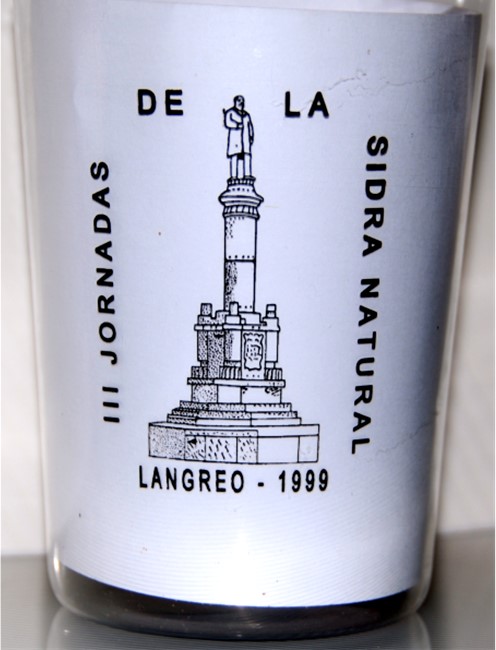 III JORNADAS
DE LA
SIDRA NATURAL
LANGREO - 1999